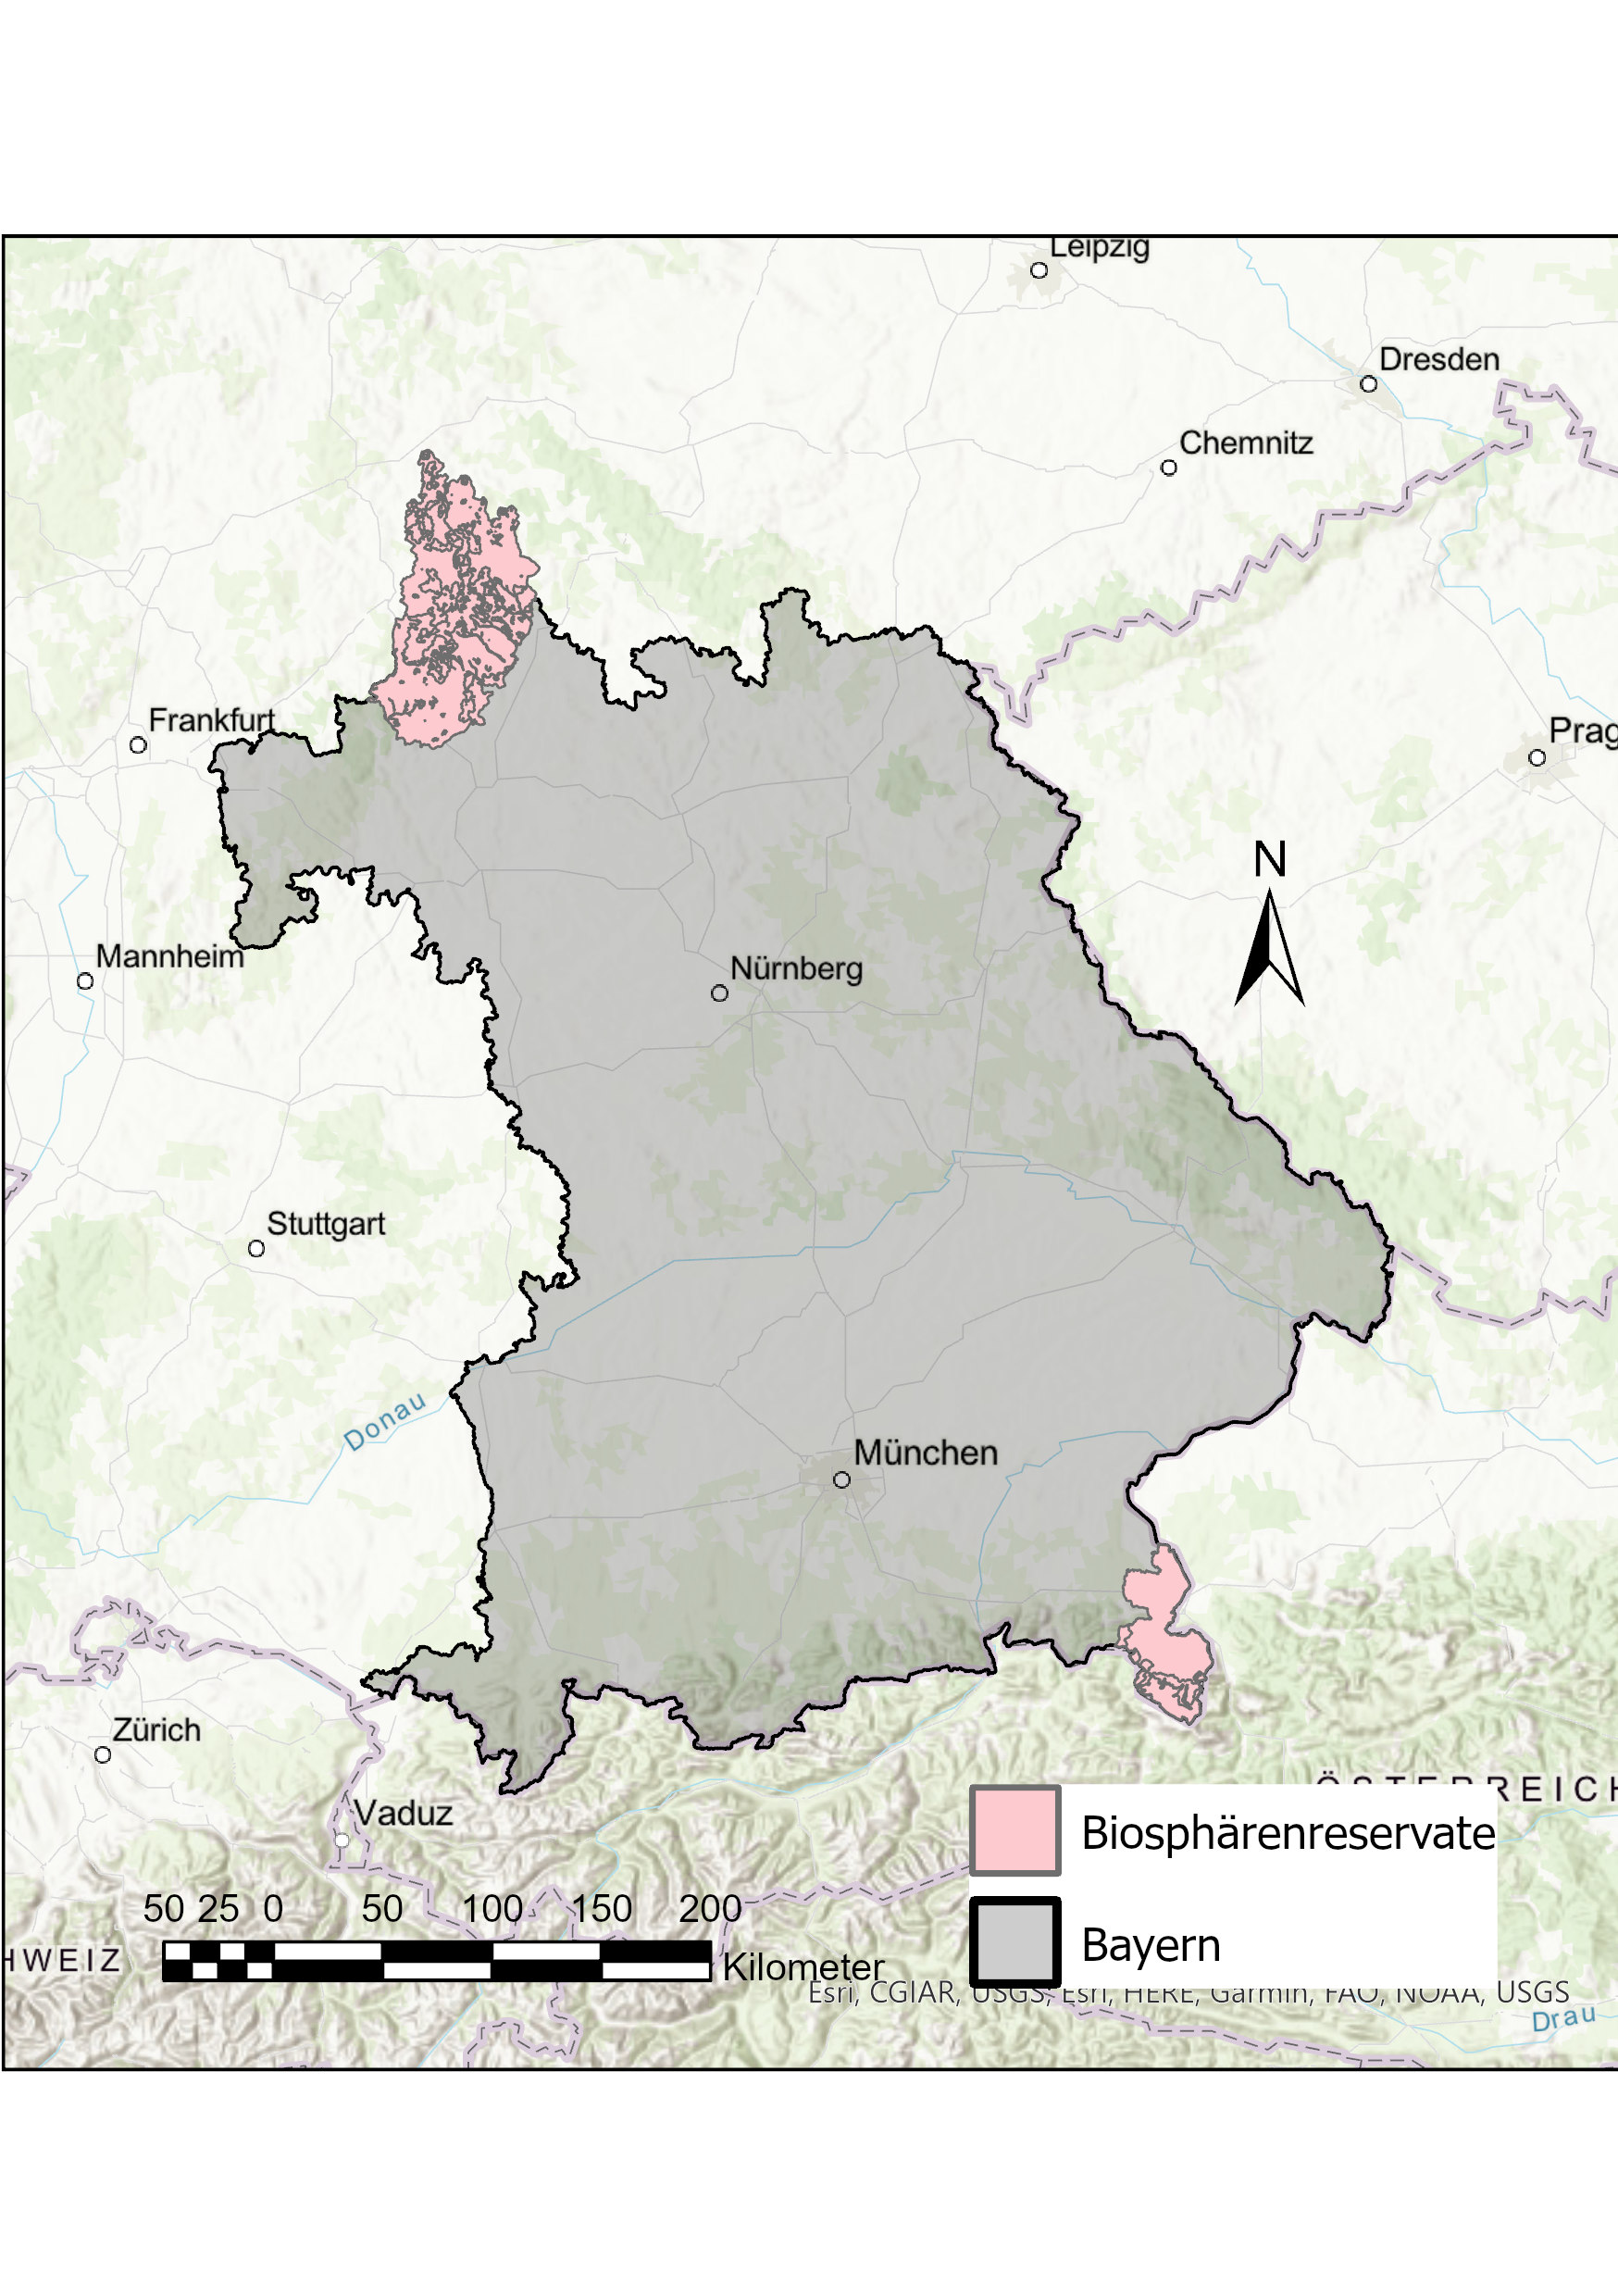 Leipzig
Dresden
Chemnitz
Frankfurt
Prag
N
Mannheim
Nürnberg
Stuttgart
Donau
München
Zürich
Vaduz
ÖSTERREICH
Biosphärenreservate
50 25 0 50 100 150 200
Kilometer
HWEIZ
Bayern
Esri, CGIAR, USGS, Esri, HERE, Garmin, FAO, NOAA, USGS
Drau